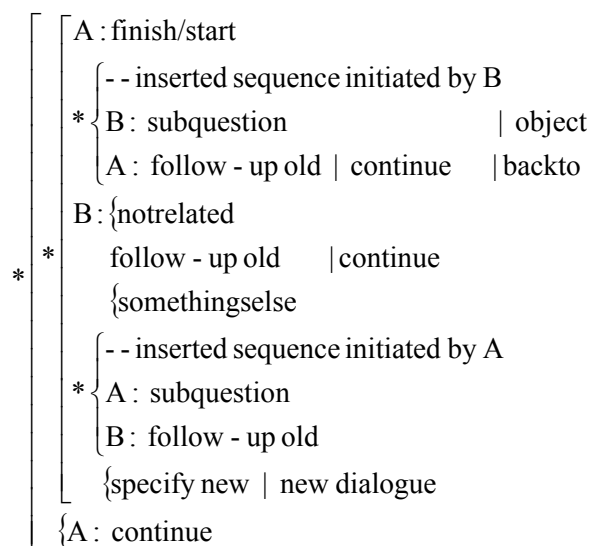 A : finish/start
- - inserted sequence initiated by B
* B : subquestion | object
A : follow - up old | continue | backto
B : {notrelated
* * follow - up old | continue
{somethingselse
- - inserted sequence initiated by A
* A : subquestion
B : follow - up old
{specify new | new dialogue
{A : continue